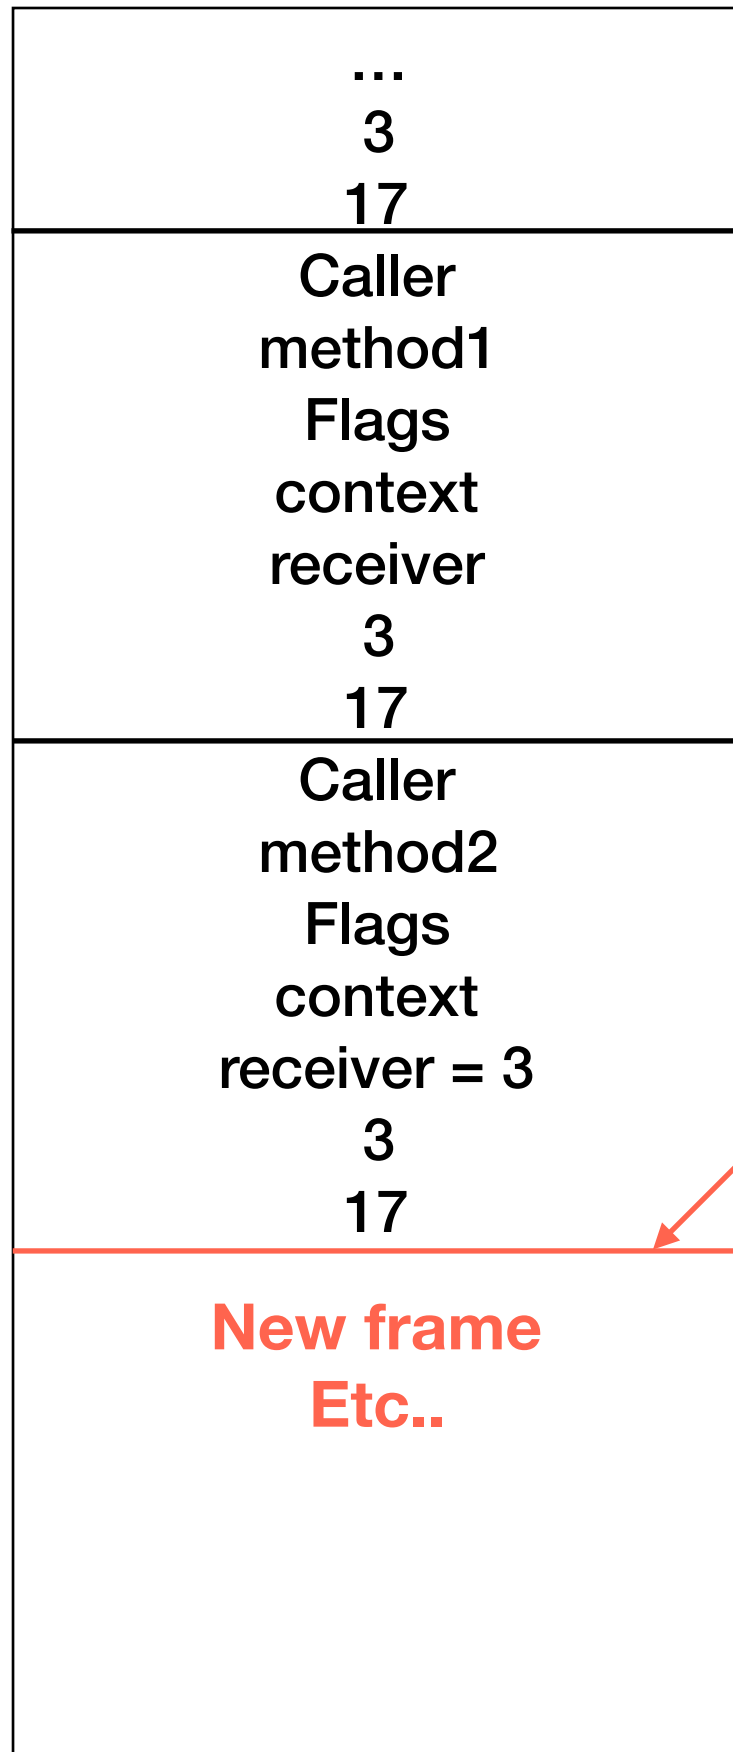 ...
3
17
Caller
method1
Flags
context
receiver
3
17
Caller
method2
Flags
context
receiver = 3
3
17
New frame
Etc..